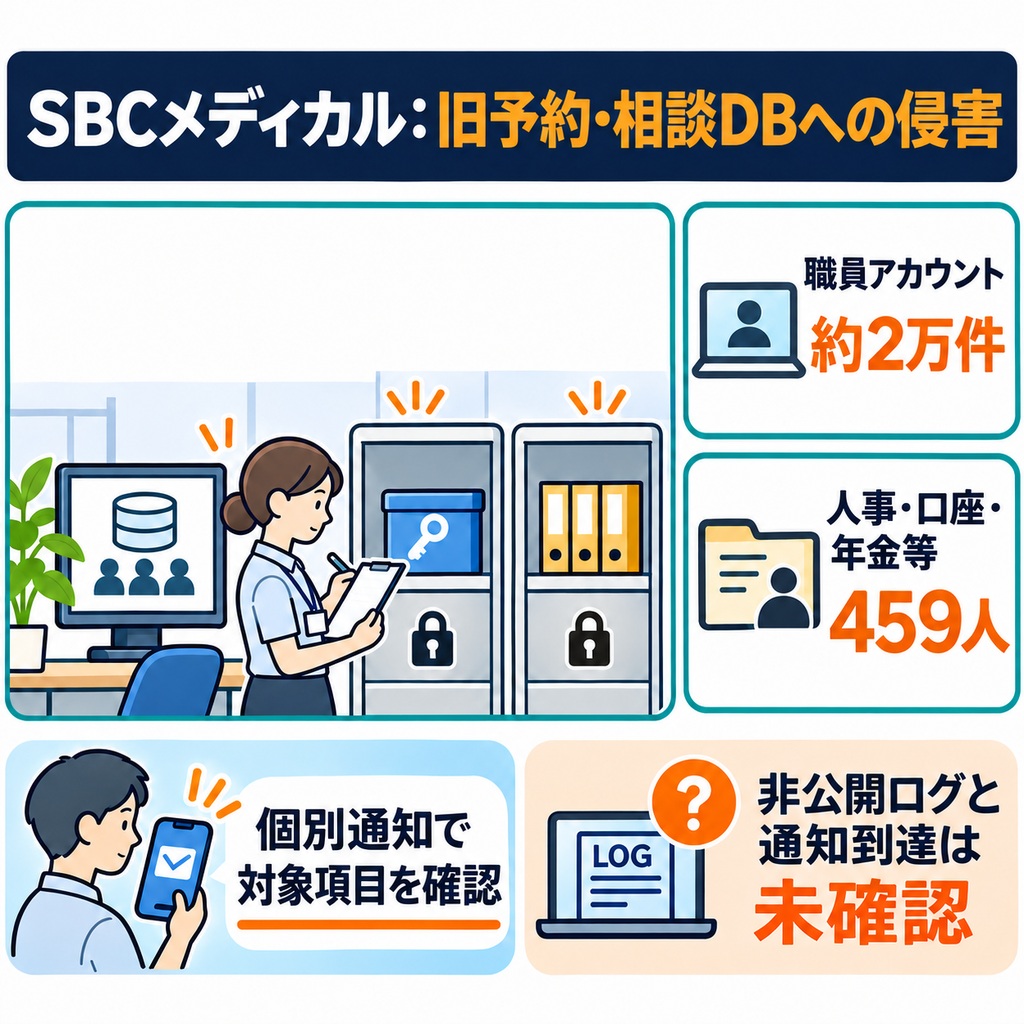 SBCメディカル：旧予約・相談DBへの侵害
職員アカウント
約2万件
人事・口座・
年金等
459人
個別通知で
対象項目を確認
?
LOG
非公開ログと
通知到達は
未確認